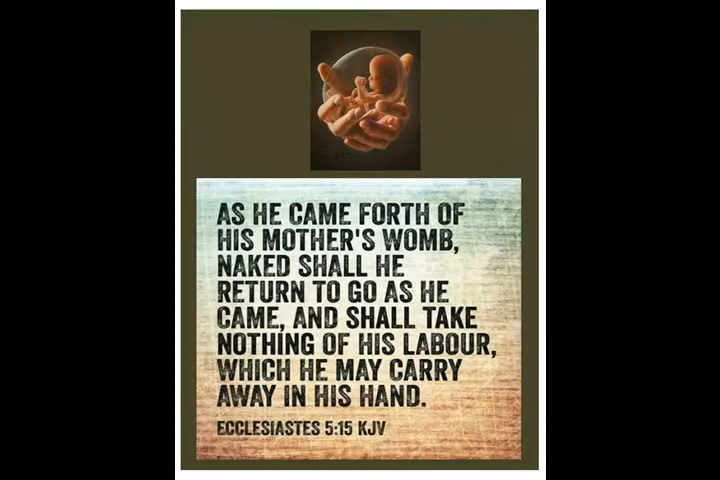 AS HE CAME FORTH OF
HIS MOTHER'S WOMB,
NAKED SHALL HE
RETURN TO GO AS HE
CAME, AND SHALL TAKE
NOTHING OF HIS LABOUR,
WHICH HE MAY CARRY
AWAY IN HIS HAND.
ECCLESIASTES 5:15 KJV